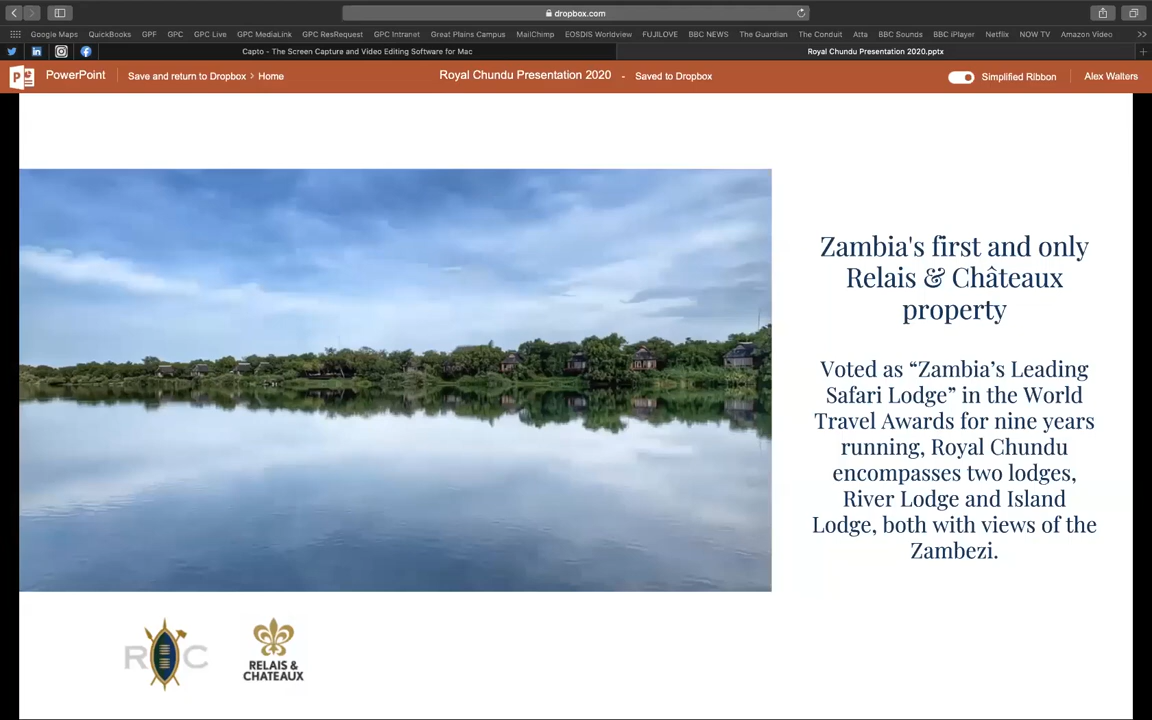 dropbox.com
Google Maps QuickBooks GPF GPC GPC Live GPC MediaLink GPC ResRequest GPC Intranet Great Plains Campus MailChimp EOSDIS Worldview FUJILOVE BBC NEWS The Guardian The Conduit Atta BBC Sounds BBC iPlayer Netflix NOW TV Amazon Video >>
Capto - The Screen Capture and Video Editing Software for Mac
Royal Chundu Presentation 2020.pptx
PowerPoint Save and return to Dropbox > Home Royal Chundu Presentation 2020 - Saved to Dropbox Simplified Ribbon Alex Walters
Zambia's first and only
Relais & Châteaux
property
Voted as “Zambia’s Leading
Safari Lodge” in the World
Travel Awards for nine years
running, Royal Chundu
encompasses two lodges,
River Lodge and Island
Lodge, both with views of the
Zambezi.
R C
RELAIS &
CHATEAUX